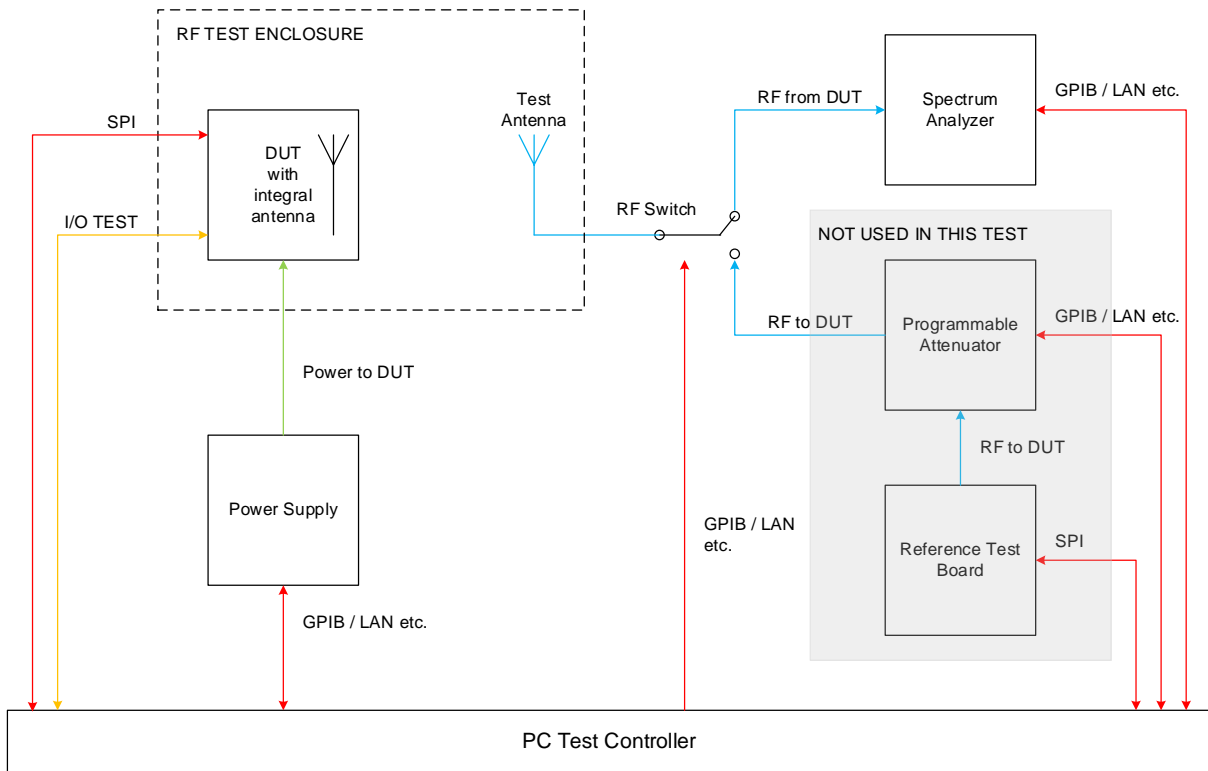 RF TEST ENCLOSURE
Test
Antenna
SPI
DUT
with
integral
antenna
I/O TEST
RF from DUT
Spectrum
Analyzer
GPIB / LAN etc.
RF Switch
NOT USED IN THIS TEST
RF to DUT
Programmable
Attenuator
GPIB / LAN etc.
Power to DUT
RF to DUT
Power Supply
GPIB / LAN
etc.
Reference Test
Board
SPI
GPIB / LAN etc.
PC Test Controller